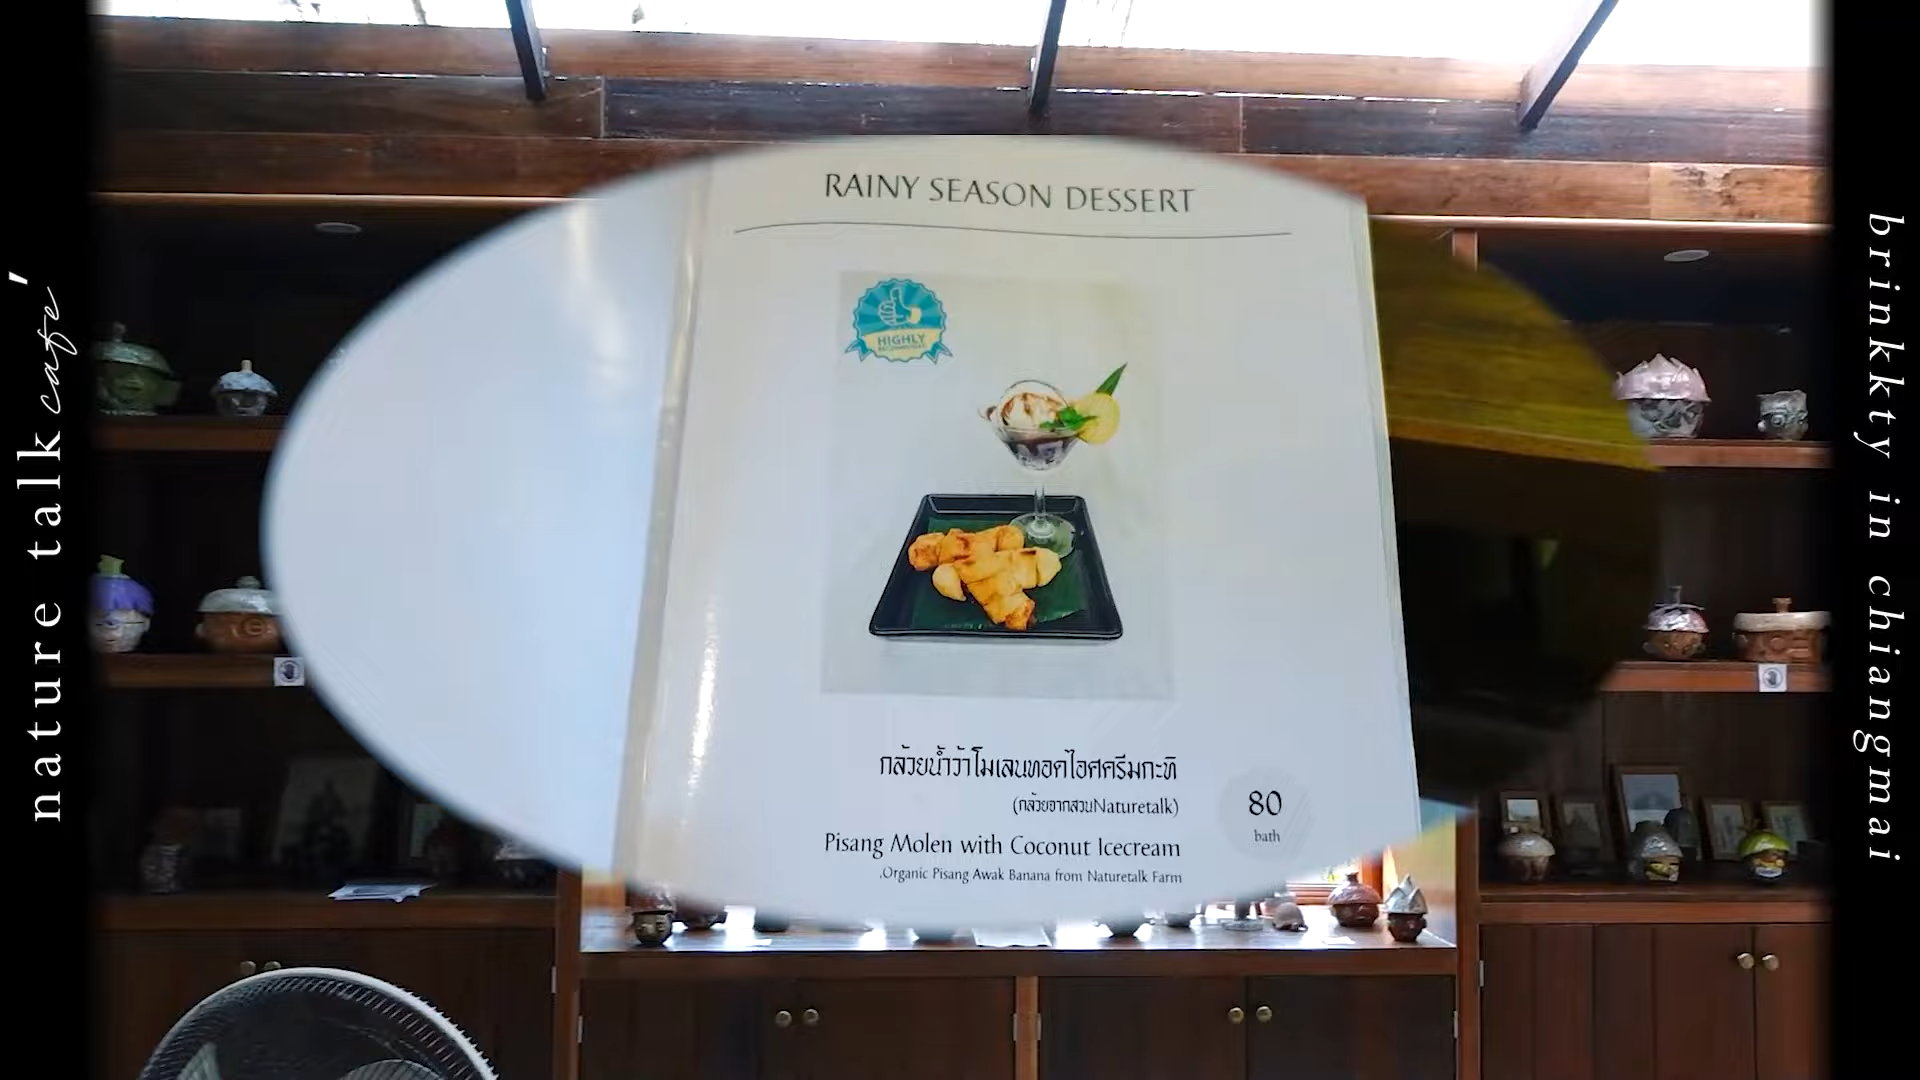 nature talk cafe'
RAINY SEASON DESSERT
HIGHLY
กล้วยน้ำว้าโมเลนทอดไอศครีมกะทิ
(กล้วยจากสวนNaturetalk)
80
bath
Pisang Molen with Coconut Icecream
.Organic Pisang Awak Banana from Naturetalk Farm
brinkkty in chiangmai